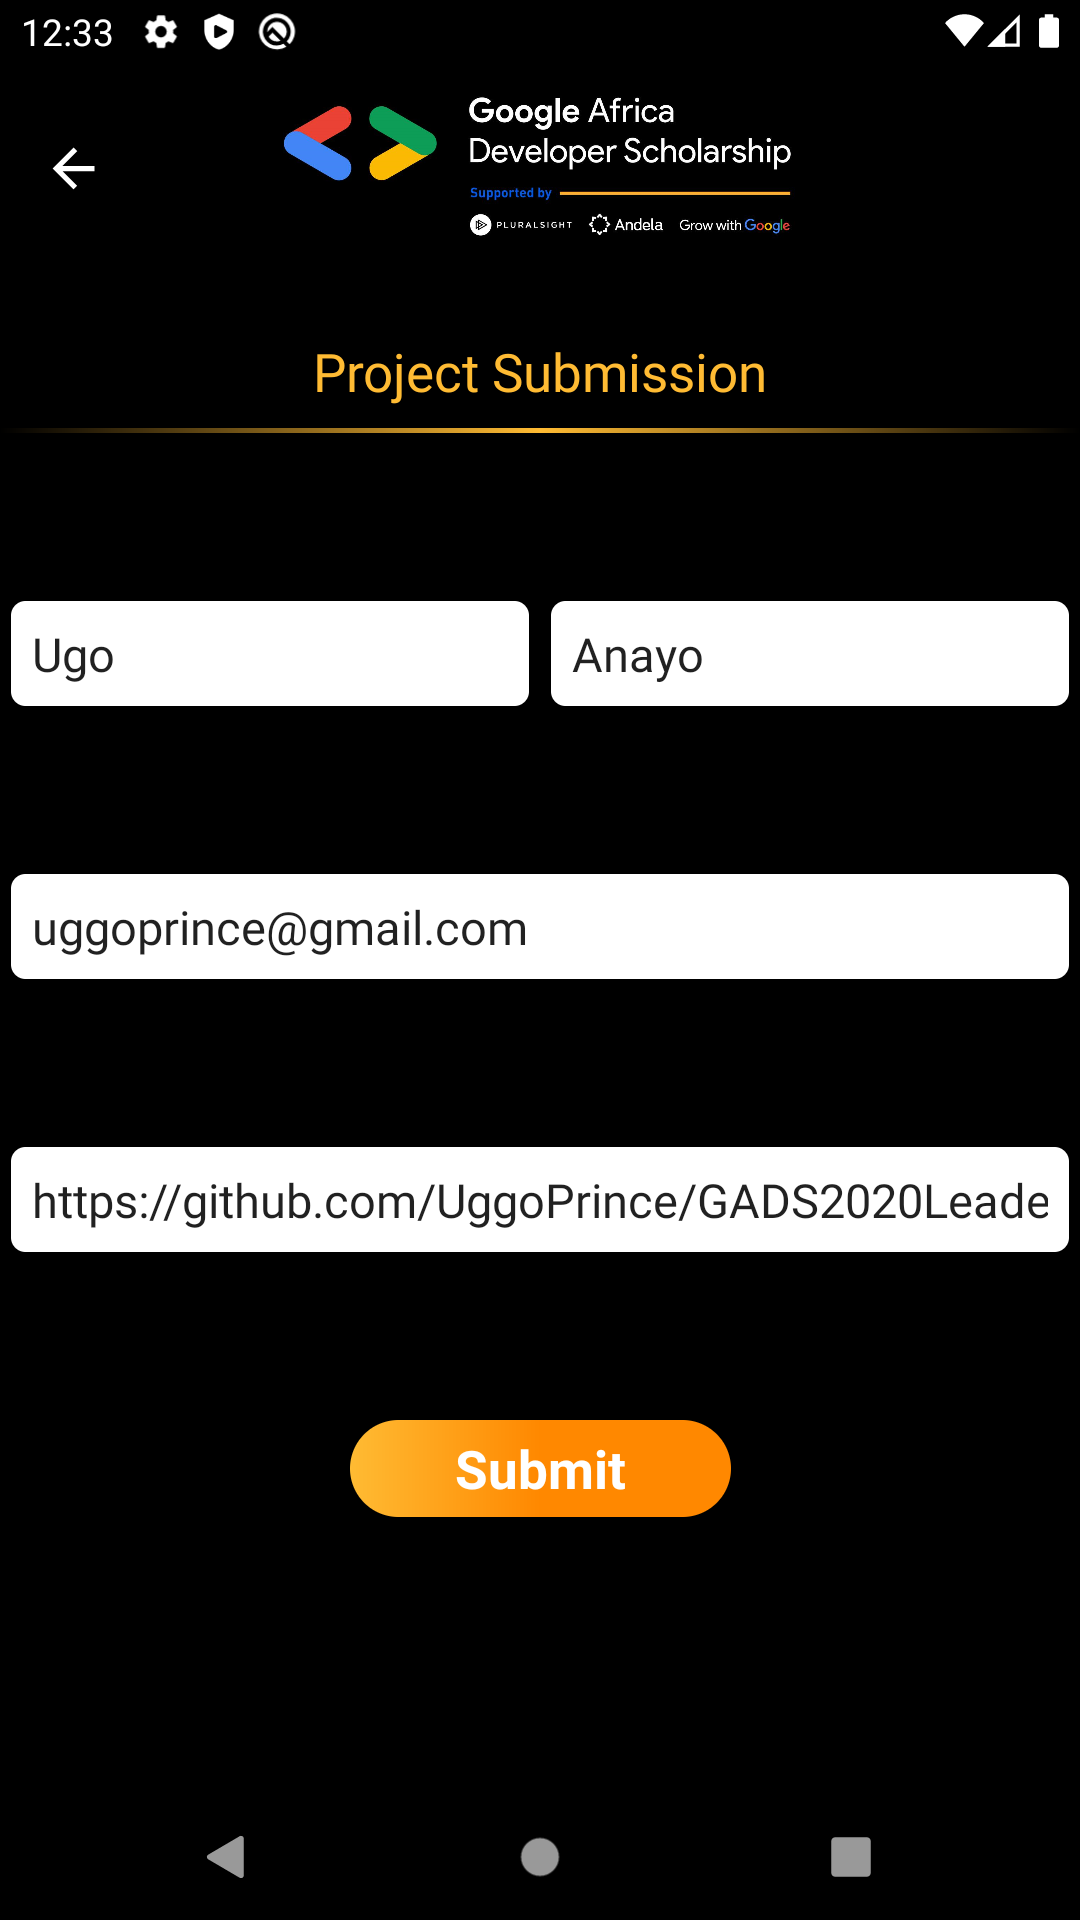 12:33
Google Africa
Developer Scholarship
Supported by
PLURALSIGHT Andela Grow with Google
Project Submission
Ugo Anayo
uggoprince@gmail.com
https://github.com/UggoPrince/GADS2020Leade
Submit